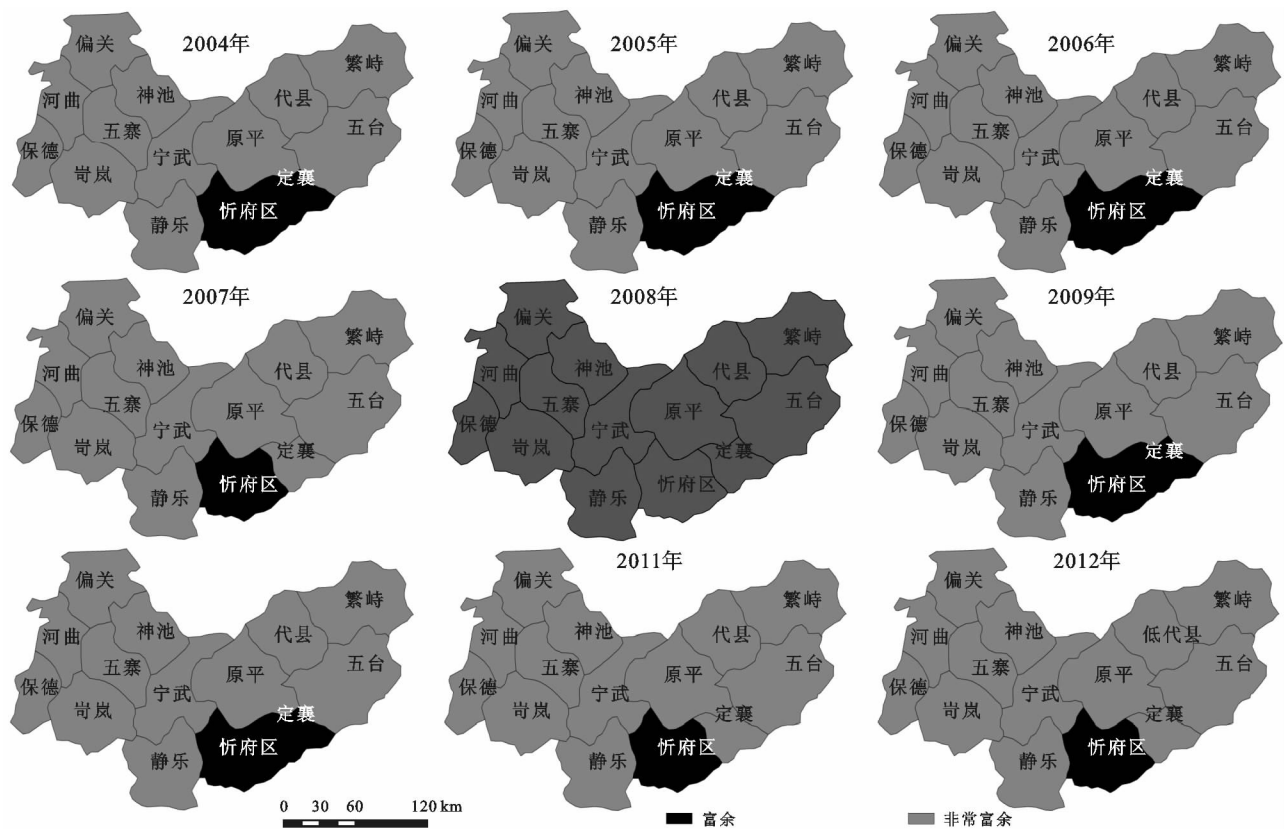 2004年
偏关
繁峙
河曲
神池
代县
五寨
原平
五台
保德
宁武
岢岚
定襄
忻府区
静乐
2005年
偏关
繁峙
河曲
神池
代县
五寨
原平
五台
保德
宁武
岢岚
定襄
忻府区
静乐
2006年
偏关
繁峙
河曲
神池
代县
五寨
原平
五台
保德
宁武
岢岚
定襄
忻府区
静乐
2007年
偏关
繁峙
河曲
神池
代县
五寨
原平
五台
保德
宁武
岢岚
定襄
忻府区
静乐
2008年
偏关
繁峙
河曲
神池
代县
五寨
原平
五台
保德
宁武
岢岚
定襄
忻府区
静乐
2009年
偏关
繁峙
河曲
神池
代县
五寨
原平
五台
保德
宁武
岢岚
定襄
忻府区
静乐
偏关
繁峙
河曲
神池
代县
五寨
原平
五台
保德
宁武
岢岚
定襄
忻府区
静乐
2011年
偏关
繁峙
河曲
神池
代县
五寨
原平
五台
保德
宁武
岢岚
定襄
忻府区
静乐
2012年
偏关
繁峙
河曲
神池
低代县
五寨
原平
五台
保德
宁武
岢岚
定襄
忻府区
静乐
0 30 60 120 km
富余
非常富余